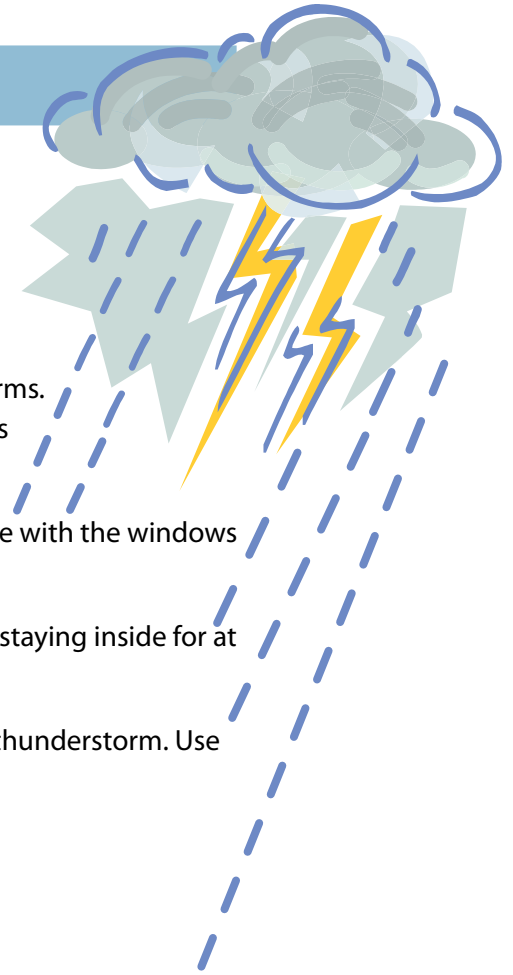 rms.
s
e with the windows
staying inside for at
thunderstorm. Use